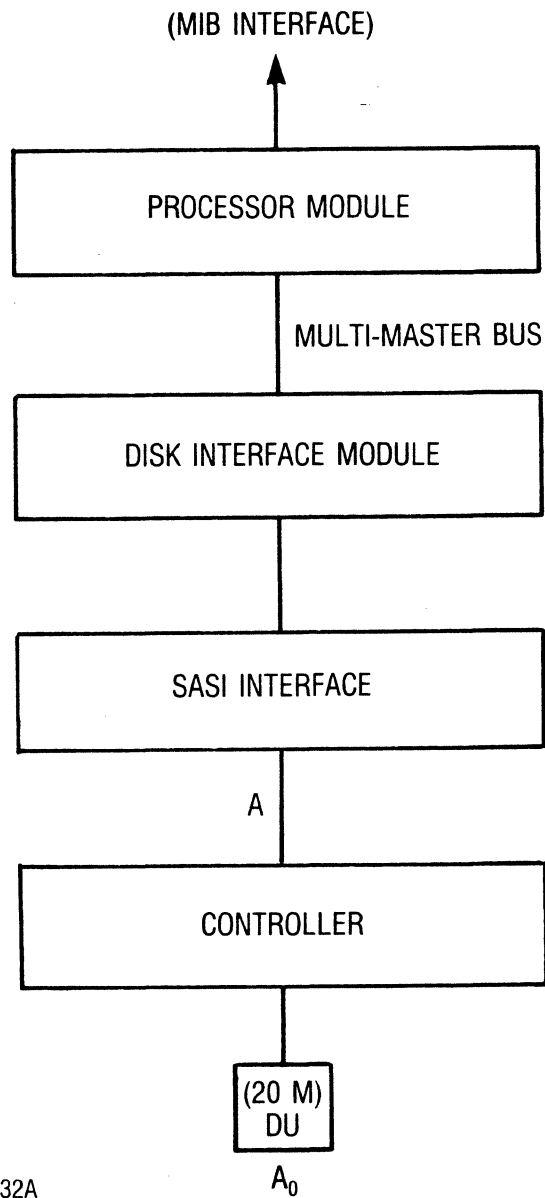 (MIB INTERFACE)
PROCESSOR MODULE
MULTI-MASTER BUS
DISK INTERFACE MODULE
SASI INTERFACE
A
CONTROLLER
(20 M)
DU
A₀
32A